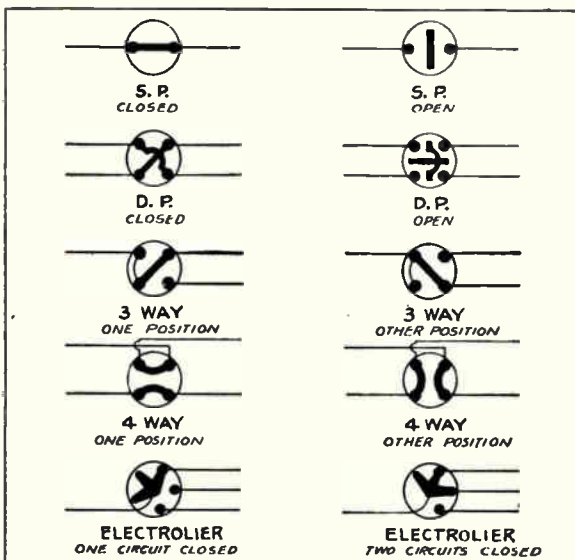 S. P.
CLOSED
S. P.
OPEN
D. P.
CLOSED
D. P.
OPEN
3 WAY
ONE POSITION
3 WAY
OTHER POSITION
4 WAY
ONE POSITION
4 WAY
OTHER POSITION
ELECTROLIER
ONE CIRCUIT CLOSED
ELECTROLIER
TWO CIRCUITS CLOSED